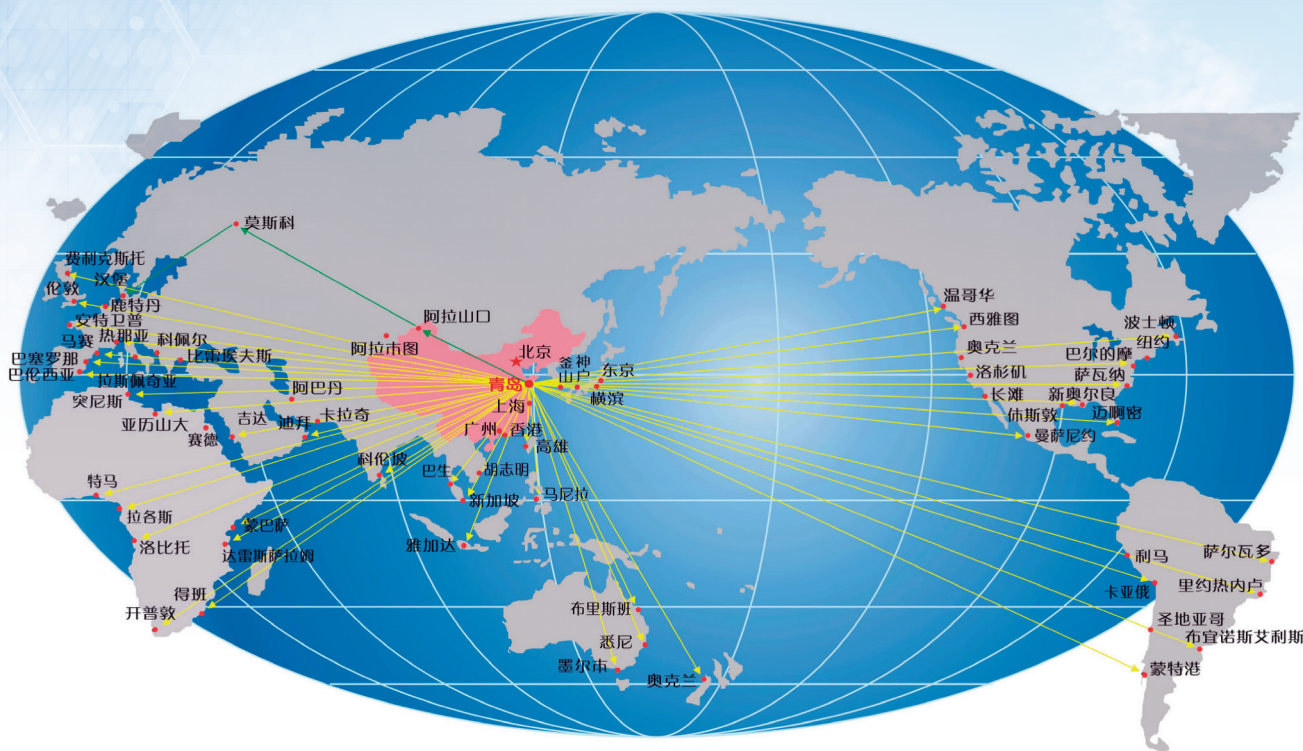 莫斯科
费利克斯托
汉堡
伦敦
鹿特丹
安特卫普
热那亚
马赛
科佩尔
巴塞罗那
比雷埃夫斯
巴伦西亚
拉斯佩奇亚
突尼斯
阿巴丹
亚历山大
吉达
卡拉奇
赛德
迪拜
阿拉山口
阿拉市图
北京
釜山
神户
东京
青岛
横滨
上海
广州
香港
高雄
科伦坡
巴生
胡志明
新加坡
马尼拉
雅加达
特马
拉各斯
洛比托
蒙巴萨
达雷斯萨拉姆
得班
开普敦
布里斯班
悉尼
墨尔本
奥克兰
温哥华
西雅图
波士顿
纽约
奥克兰
巴尔的摩
洛杉矶
萨瓦纳
长滩
新奥尔良
休斯敦
迈啊密
曼萨尼约
利马
萨尔瓦多
卡亚俄
里约热内卢
圣地亚哥
布宜诺斯艾利斯
蒙特港